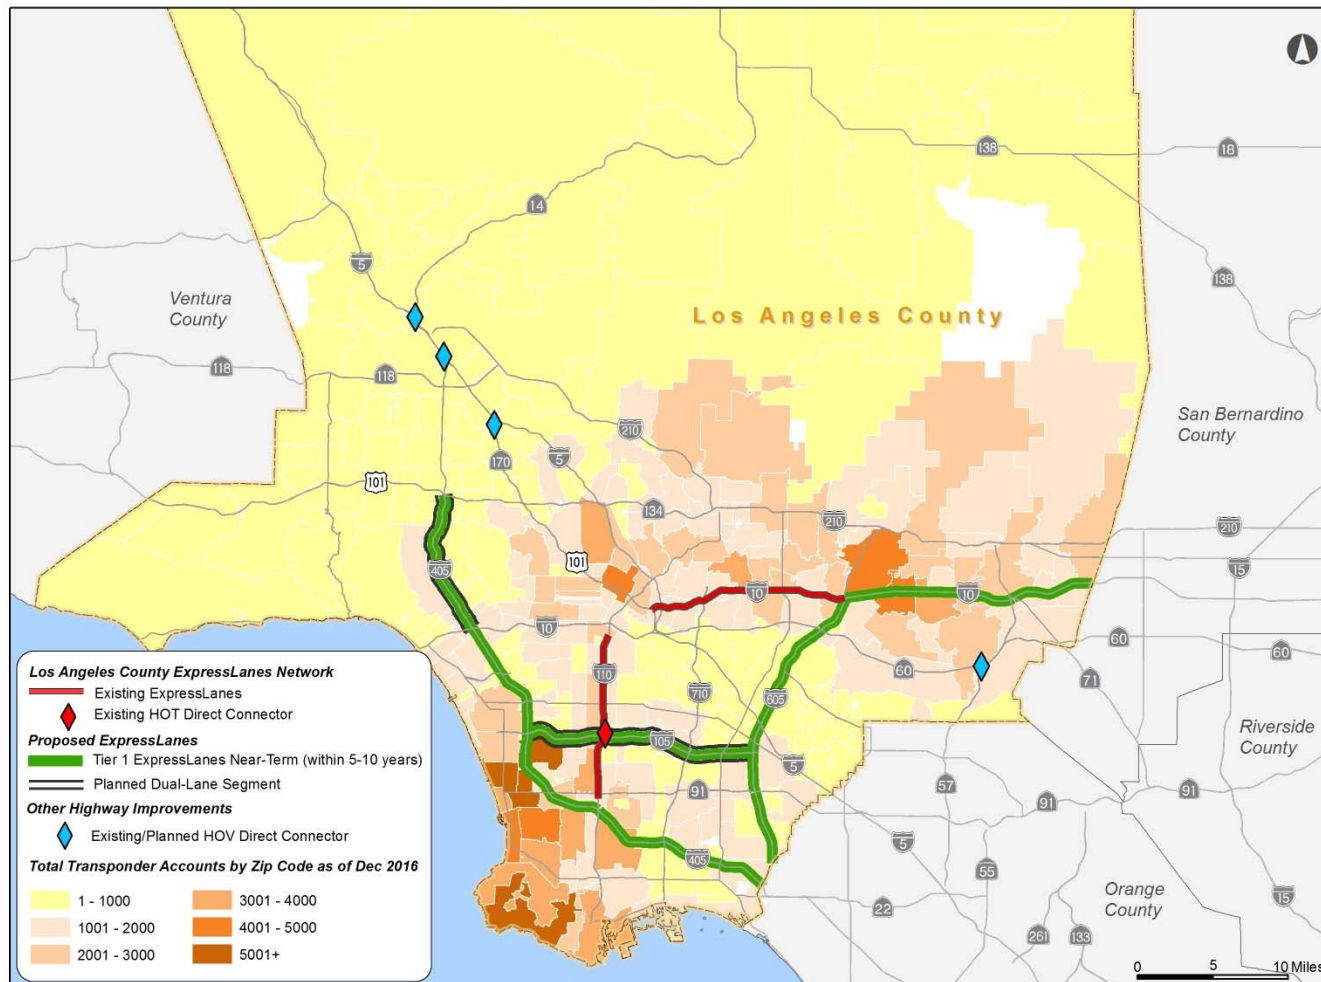 138
18
14
5
138
Ventura
County
Los Angeles County
118
118
San Bernardino
County
210
170
5
101
134
210
210
101
15
405
10
10
10
60
60
60
110
710
605
71
Riverside
County
105
5
57
91
91
91
405
5
55
Orange
County
22
15
261
133
Los Angeles County ExpressLanes Network
Existing ExpressLanes
Existing HOT Direct Connector
Proposed ExpressLanes
Tier 1 ExpressLanes Near-Term (within 5-10 years)
Planned Dual-Lane Segment
Other Highway Improvements
Existing/Planned HOV Direct Connector
Total Transponder Accounts by Zip Code as of Dec 2016
1 - 1000
3001 - 4000
1001 - 2000
4001 - 5000
2001 - 3000
5001+
0 5 10 Miles